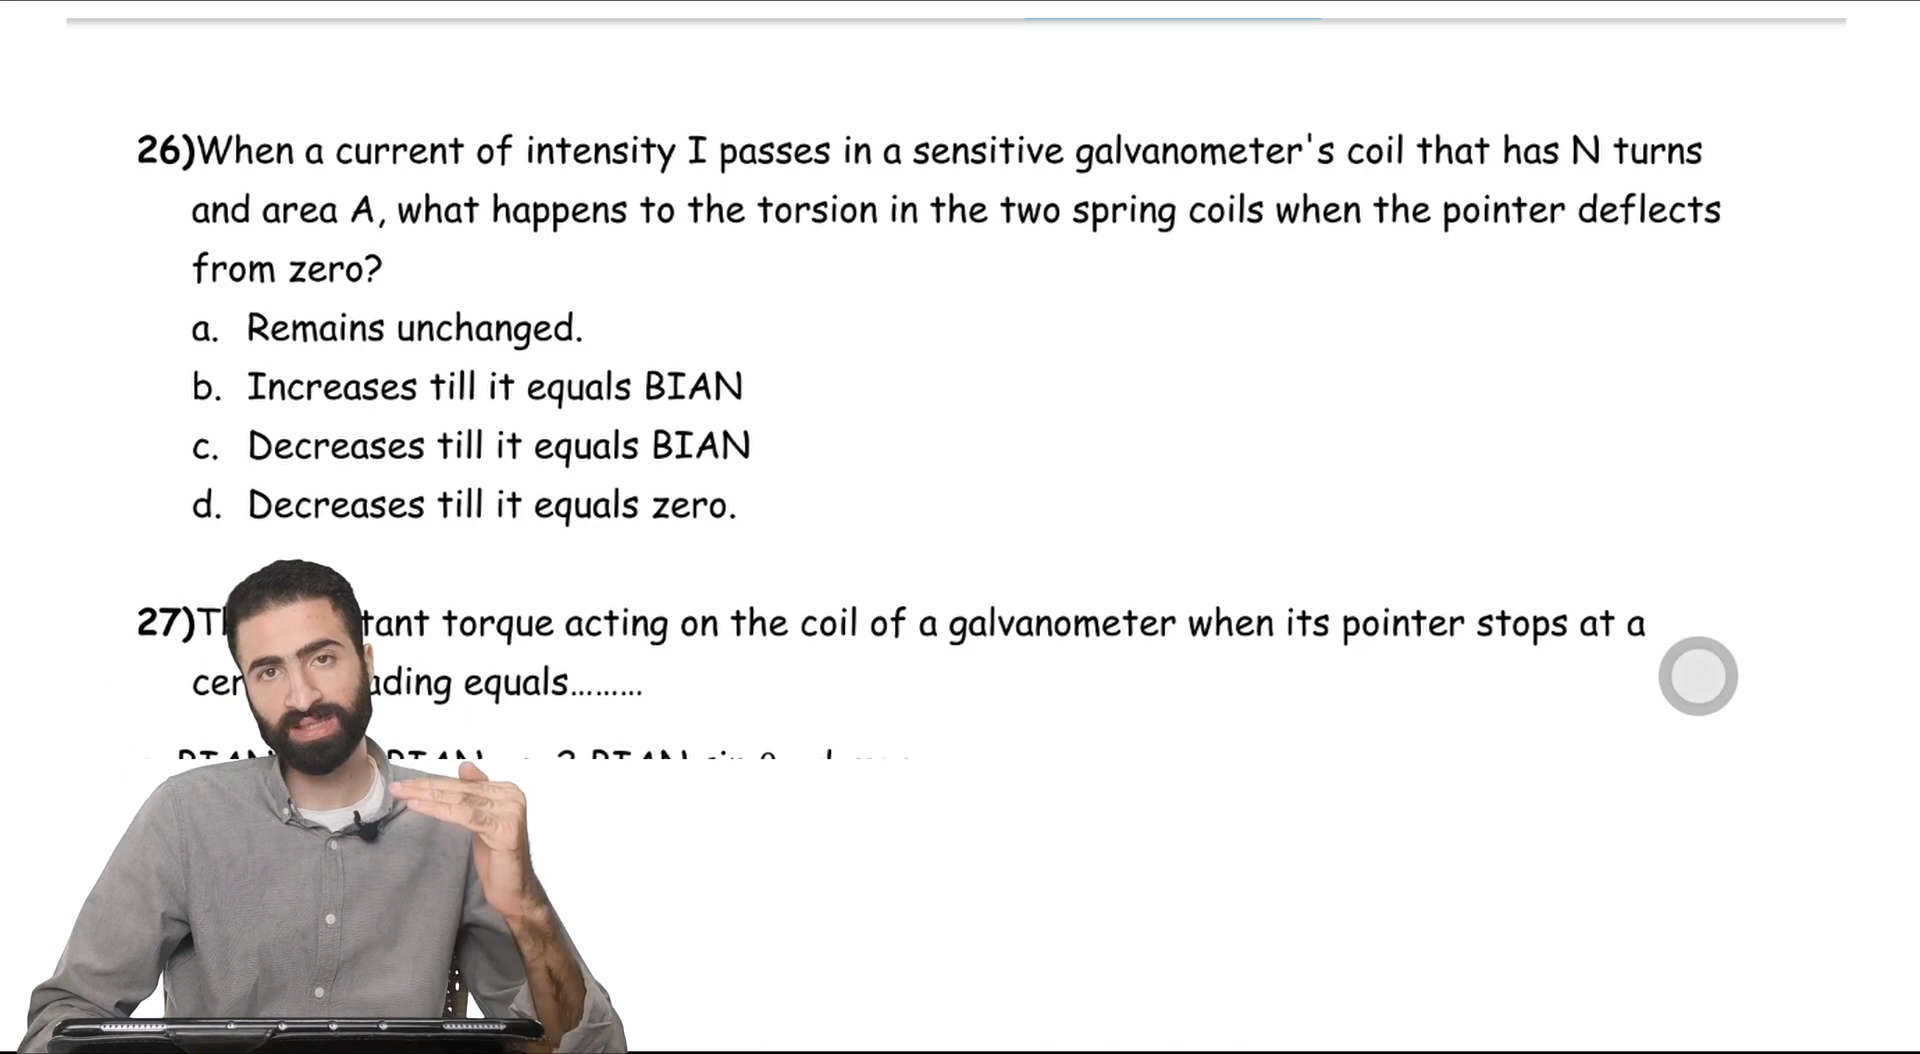 26)When a current of intensity I passes in a sensitive galvanometer's coil that has N turns
and area A, what happens to the torsion in the two spring coils when the pointer deflects
from zero?
a. Remains unchanged.
b. Increases till it equals BIAN
c. Decreases till it equals BIAN
d. Decreases till it equals zero.
27) torque acting on the coil of a galvanometer when its pointer stops at a
equals.........